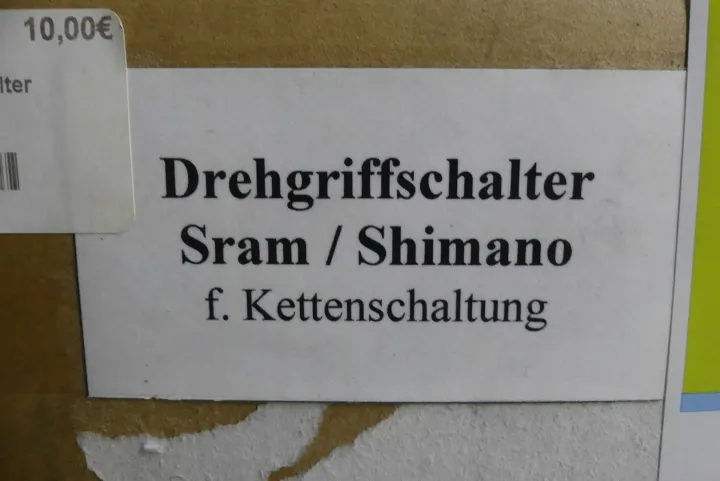 10,00€
lter
Drehgriffschalter
Sram / Shimano
f. Kettenschaltung